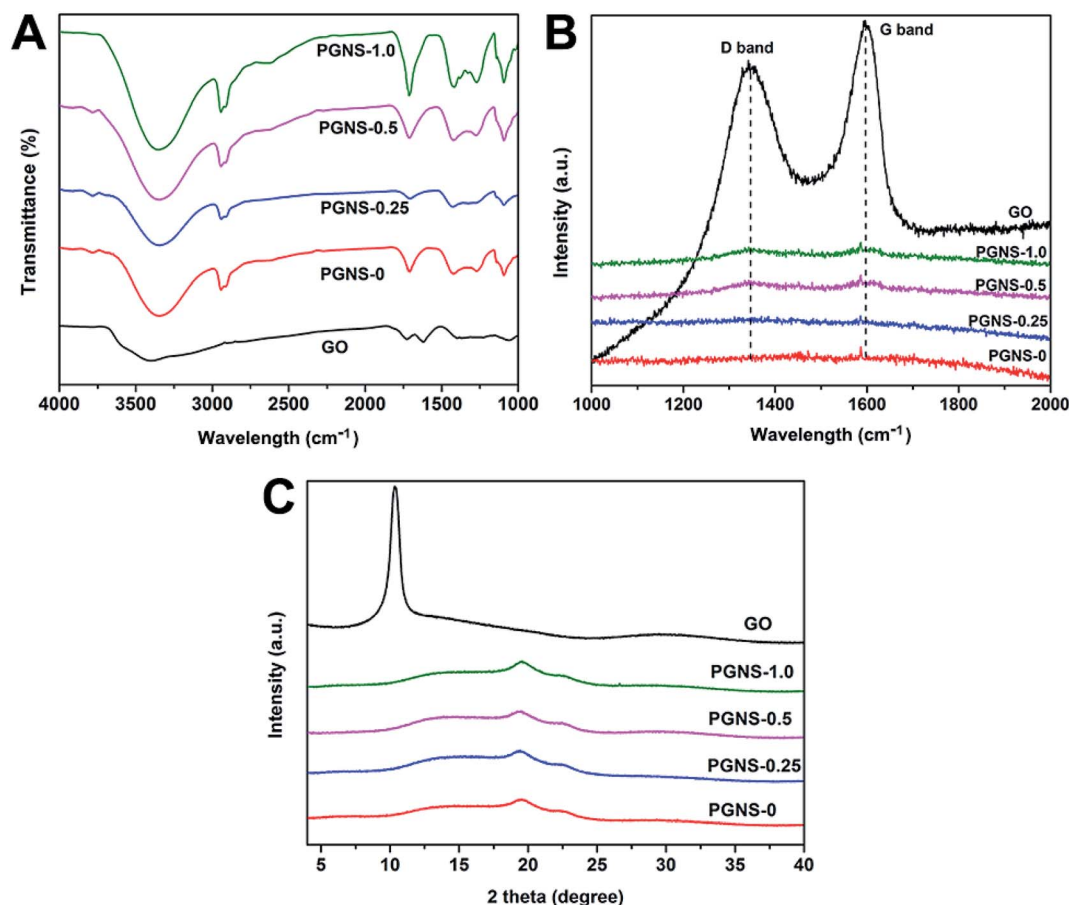 A
PGNS-1.0
PGNS-0.5
PGNS-0.25
PGNS-0
GO
Transmittance (%)
4000 3500 3000 2500 2000 1500 1000
Wavelength (cm⁻¹)
B
D band
G band
GO
PGNS-1.0
PGNS-0.5
PGNS-0.25
PGNS-0
Intensity (a.u.)
1000 1200 1400 1600 1800 2000
Wavelength (cm⁻¹)
C
GO
PGNS-1.0
PGNS-0.5
PGNS-0.25
PGNS-0
Intensity (a.u.)
5 10 15 20 25 30 35 40
2 theta (degree)